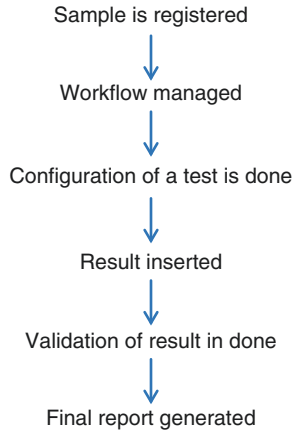 Sample is registered
Workflow managed
Configuration of a test is done
Result inserted
Validation of result in done
Final report generated